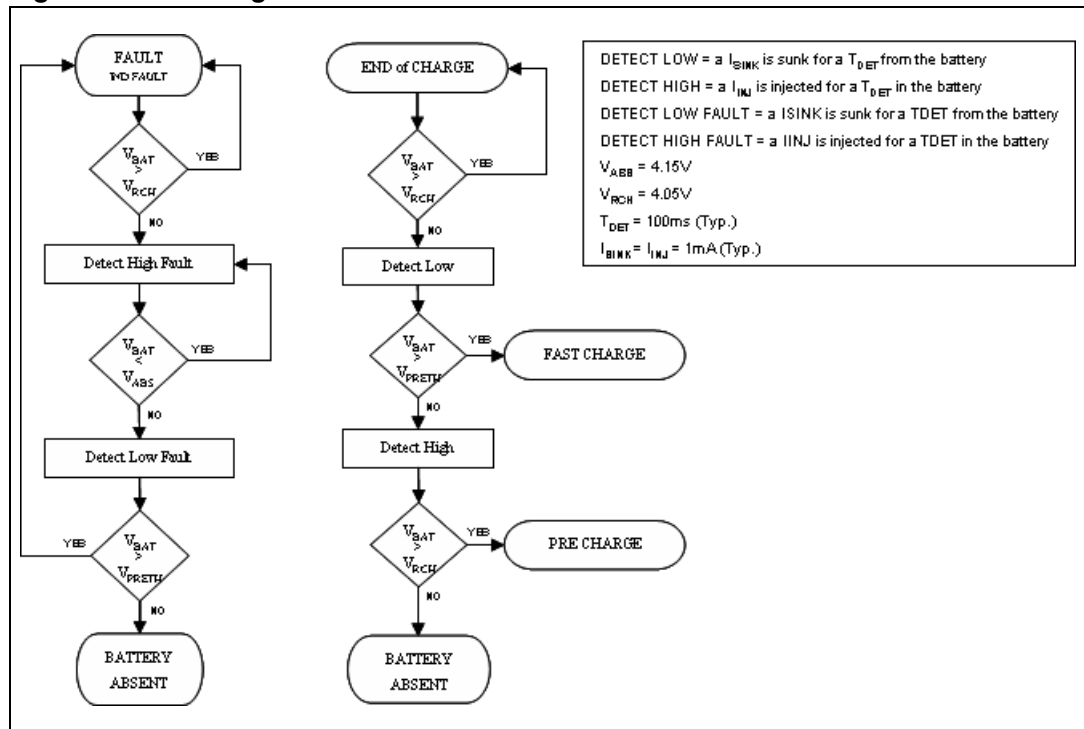 FAULT
IND FAULT
V_BAT
>
V_RCH
YES
NO
Detect High Fault
V_BAT
<
V_ABS
YES
NO
Detect Low Fault
V_BAT
>
V_PRETH
YES
NO
BATTERY
ABSENT
END of CHARGE
V_BAT
>
V_RCH
YES
NO
Detect Low
V_BAT
>
V_PRETH
YES
FAST CHARGE
NO
Detect High
V_BAT
>
V_RCH
YES
PRE CHARGE
NO
BATTERY
ABSENT
DETECT LOW = a I_SINK is sunk for a T_DET from the battery
DETECT HIGH = a I_INJ is injected for a T_DET in the battery
DETECT LOW FAULT = a ISINK is sunk for a TDET from the battery
DETECT HIGH FAULT = a IINJ is injected for a TDET in the battery
V_ABS = 4.15V
V_RCH = 4.05V
T_DET = 100ms (Typ.)
I_SINK = I_INJ = 1mA (Typ.)